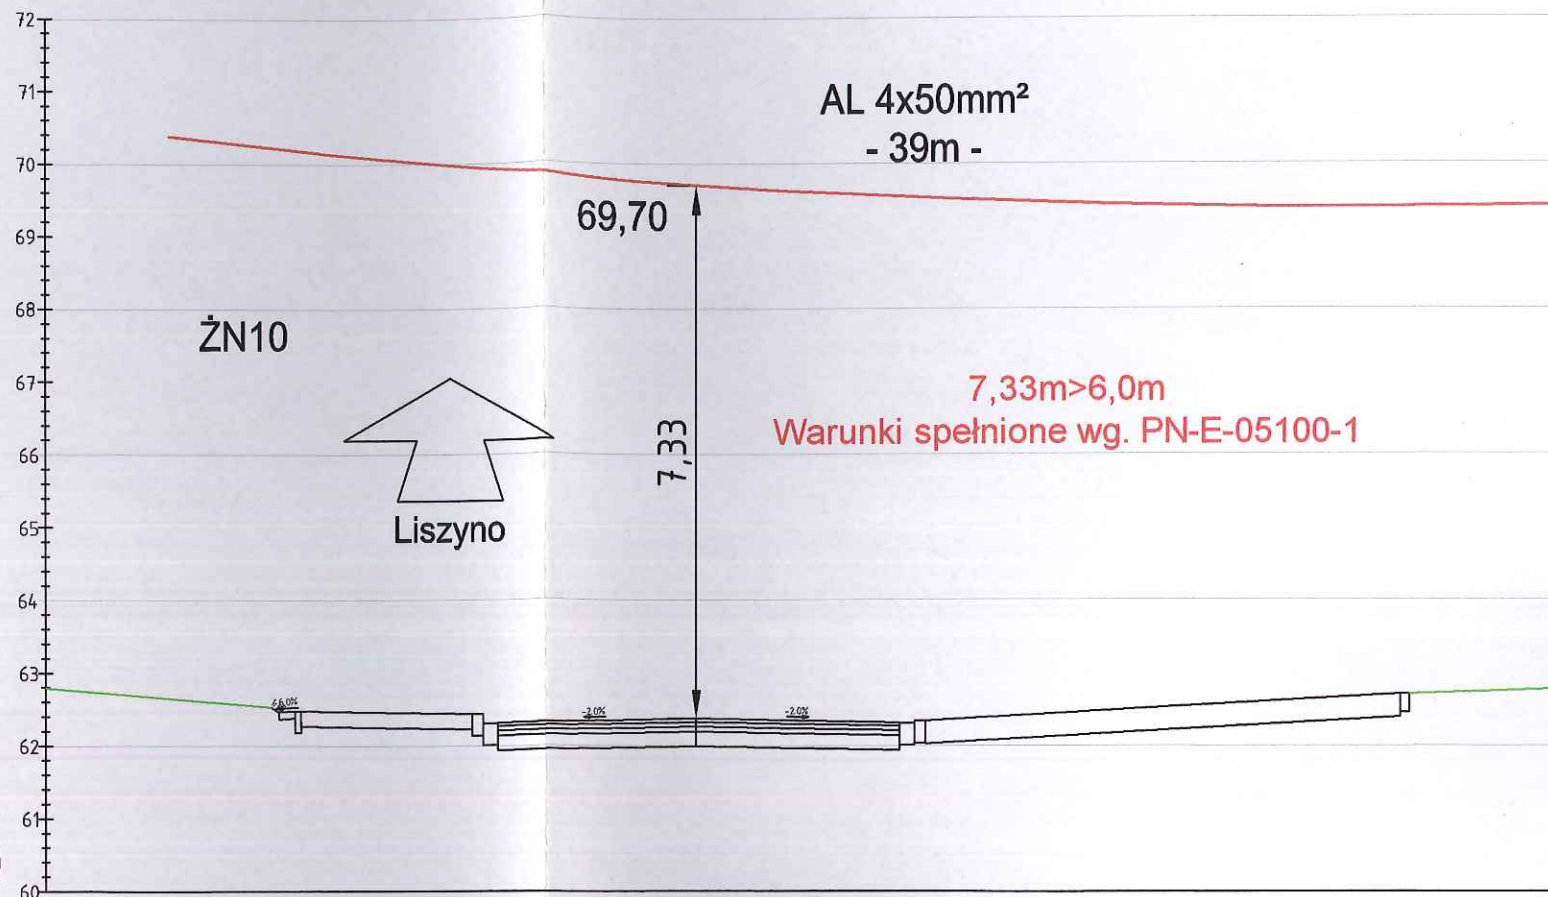 72
71
70
69
68
67
66
65
64
63
62
61
60
AL 4x50mm²
- 39m -
69,70
ŻN10
7,33m>6,0m
Warunki spełnione wg. PN-E-05100-1
7,33
Liszyno
-2.0%
-2.0%